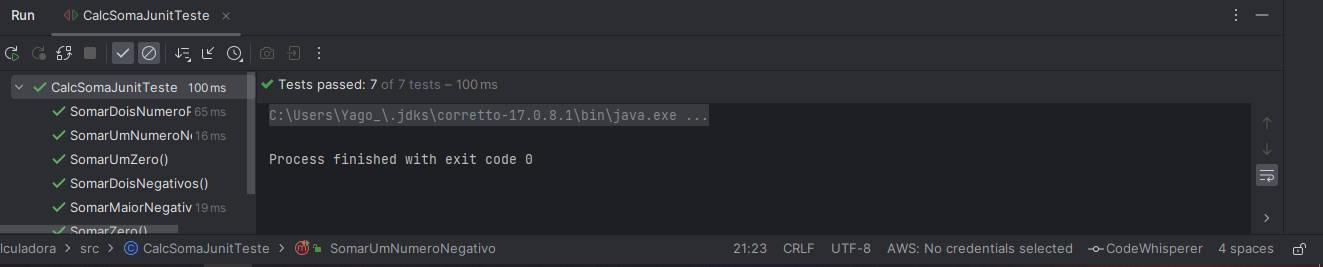 Run CalcSomaJunitTeste
CalcSomaJunitTeste 100 ms
Tests passed: 7 of 7 tests – 100 ms
SomarDoisNumeroP 65 ms
C:\Users\Yago_\.jdks\corretto-17.0.8.1\bin\java.exe ...
SomarUmNumeroNe 16 ms
SomarUmZero()
Process finished with exit code 0
SomarDoisNegativos()
SomarMaiorNegativ 19 ms
SomarZero()
lculadora > src > CalcSomaJunitTeste > SomarUmNumeroNegativo 21:23 CRLF UTF-8 AWS: No credentials selected CodeWhisperer 4 spaces